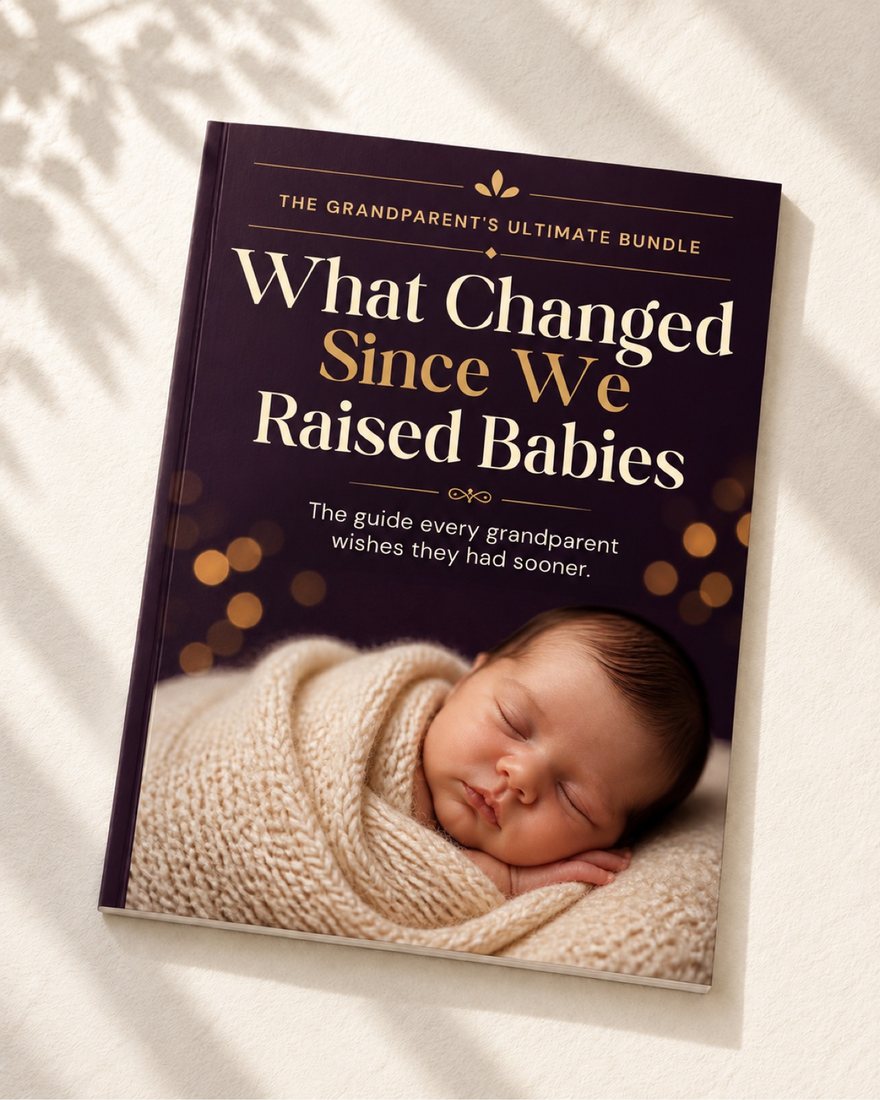 THE GRANDPARENT'S ULTIMATE BUNDLE
What Changed
Since We
Raised Babies
The guide every grandparent
wishes they had sooner.